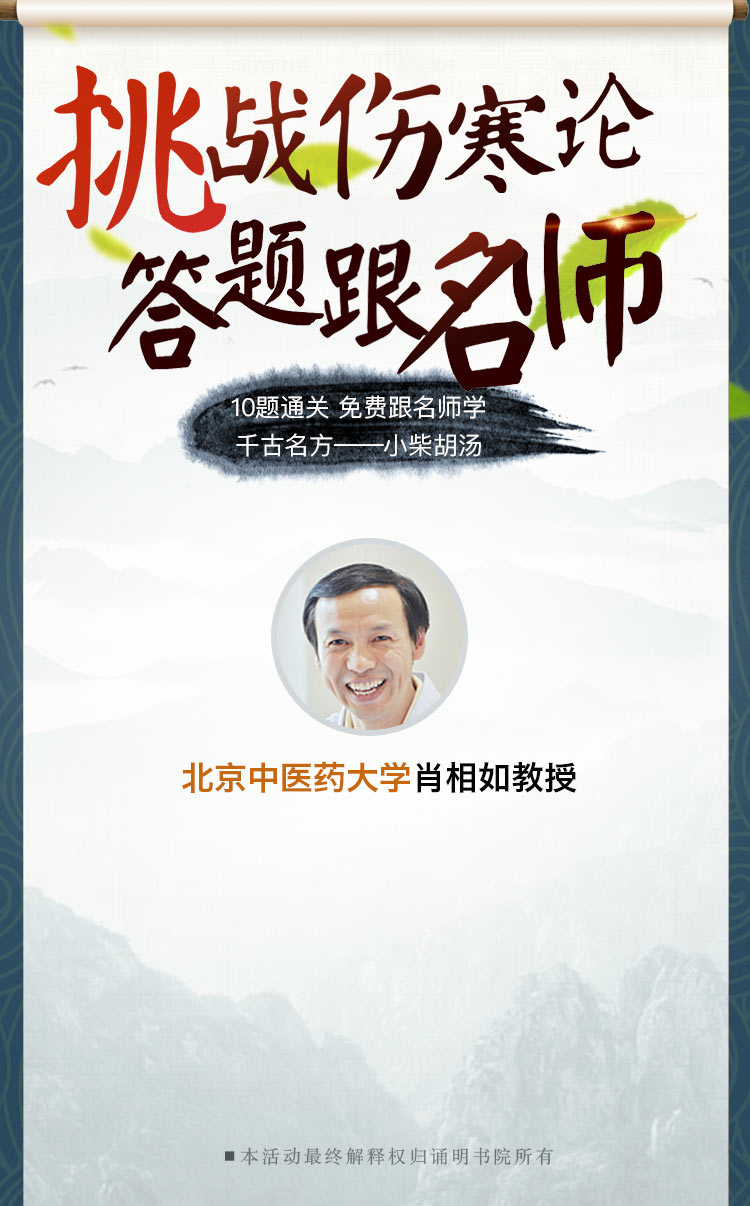 挑战伤寒论
答题跟名师
10题通关 免费跟名师学
千古名方——小柴胡汤
北京中医药大学肖相如教授
■本活动最终解释权归诵明书院所有